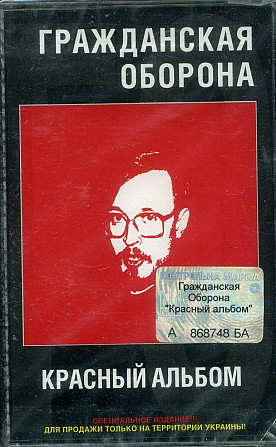 ГРАЖДАНСКАЯ
ОБОРОНА
КОНТРОЛЬНА МАРКА
Гражданская
Оборона
"Красный альбом"
А 868748 БА
КРАСНЫЙ АЛЬБОМ
СПЕЦИАЛЬНОЕ ИЗДАНИЕ!!!
ДЛЯ ПРОДАЖИ ТОЛЬКО НА ТЕРРИТОРИИ УКРАИНЫ!